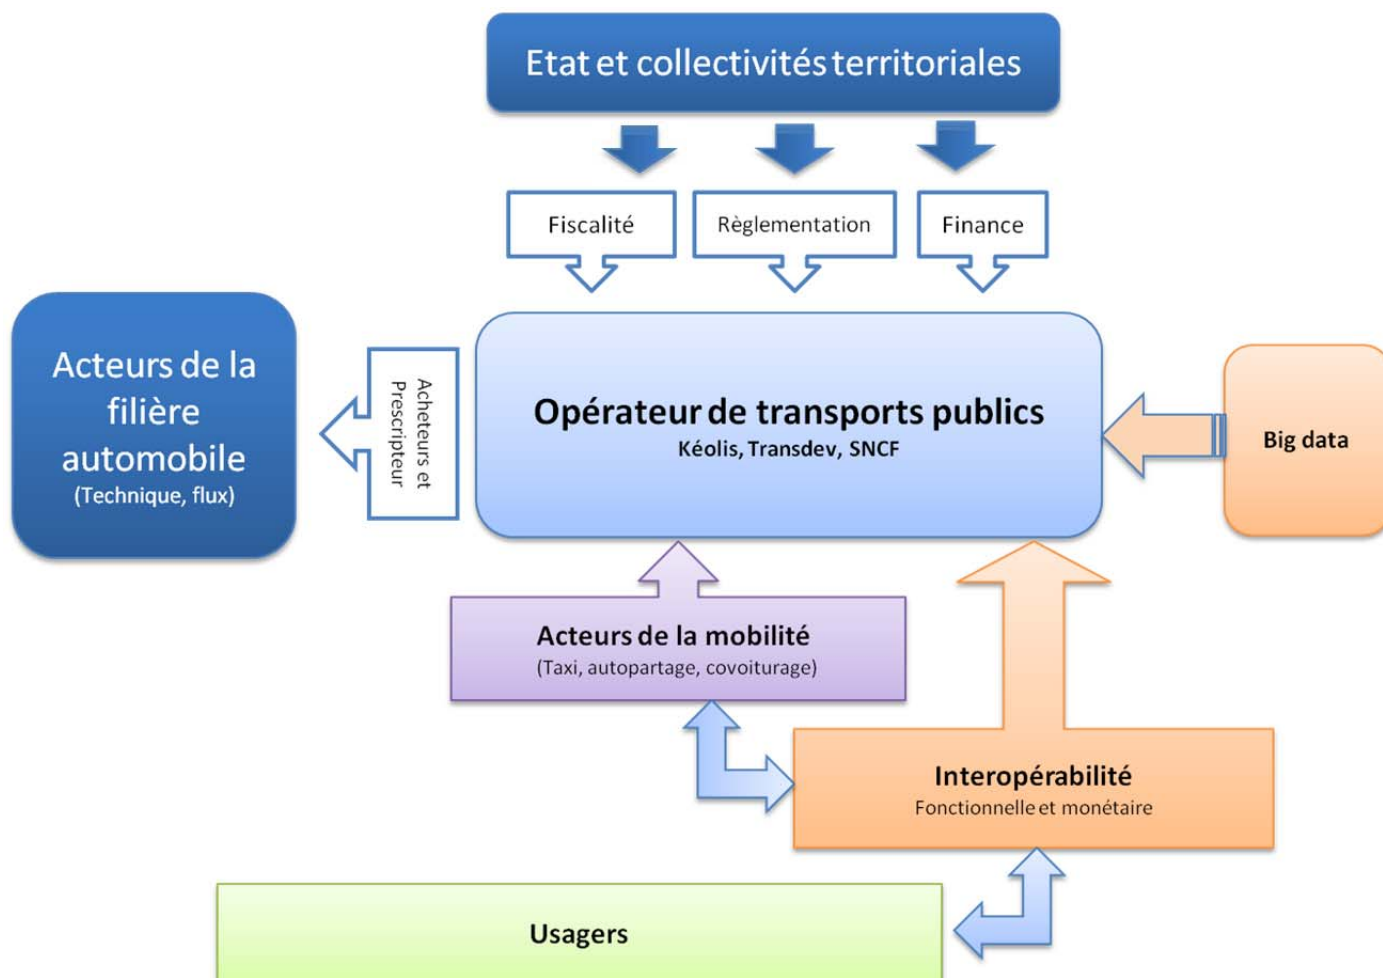 Etat et collectivités territoriales
Fiscalité
Règlementation
Finance
Acteurs de la
filière
automobile
(Technique, flux)
Acheteurs et
Prescripteur
Opérateur de transports publics
Kéolis, Transdev, SNCF
Big data
Acteurs de la mobilité
(Taxi, autopartage, covoiturage)
Interopérabilité
Fonctionnelle et monétaire
Usagers